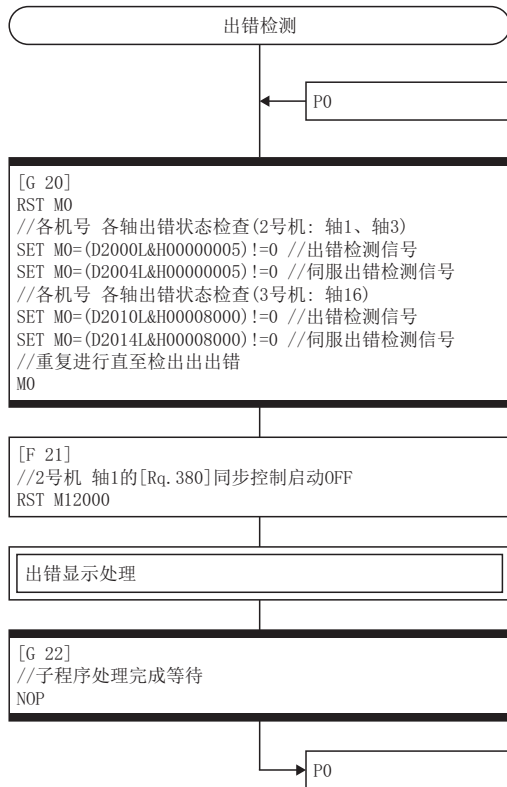 出错检测
P0
[G 20]
RST M0
//各机号 各轴出错状态检查(2号机: 轴1、轴3)
SET M0=(D2000L&H00000005)!=0 //出错检测信号
SET M0=(D2004L&H00000005)!=0 //伺服出错检测信号
//各机号 各轴出错状态检查(3号机: 轴16)
SET M0=(D2010L&H00008000)!=0 //出错检测信号
SET M0=(D2014L&H00008000)!=0 //伺服出错检测信号
//重复进行直至检出出出错
M0
[F 21]
//2号机 轴1的[Rq.380]同步控制启动OFF
RST M12000
出错显示处理
[G 22]
//子程序处理完成等待
NOP
P0